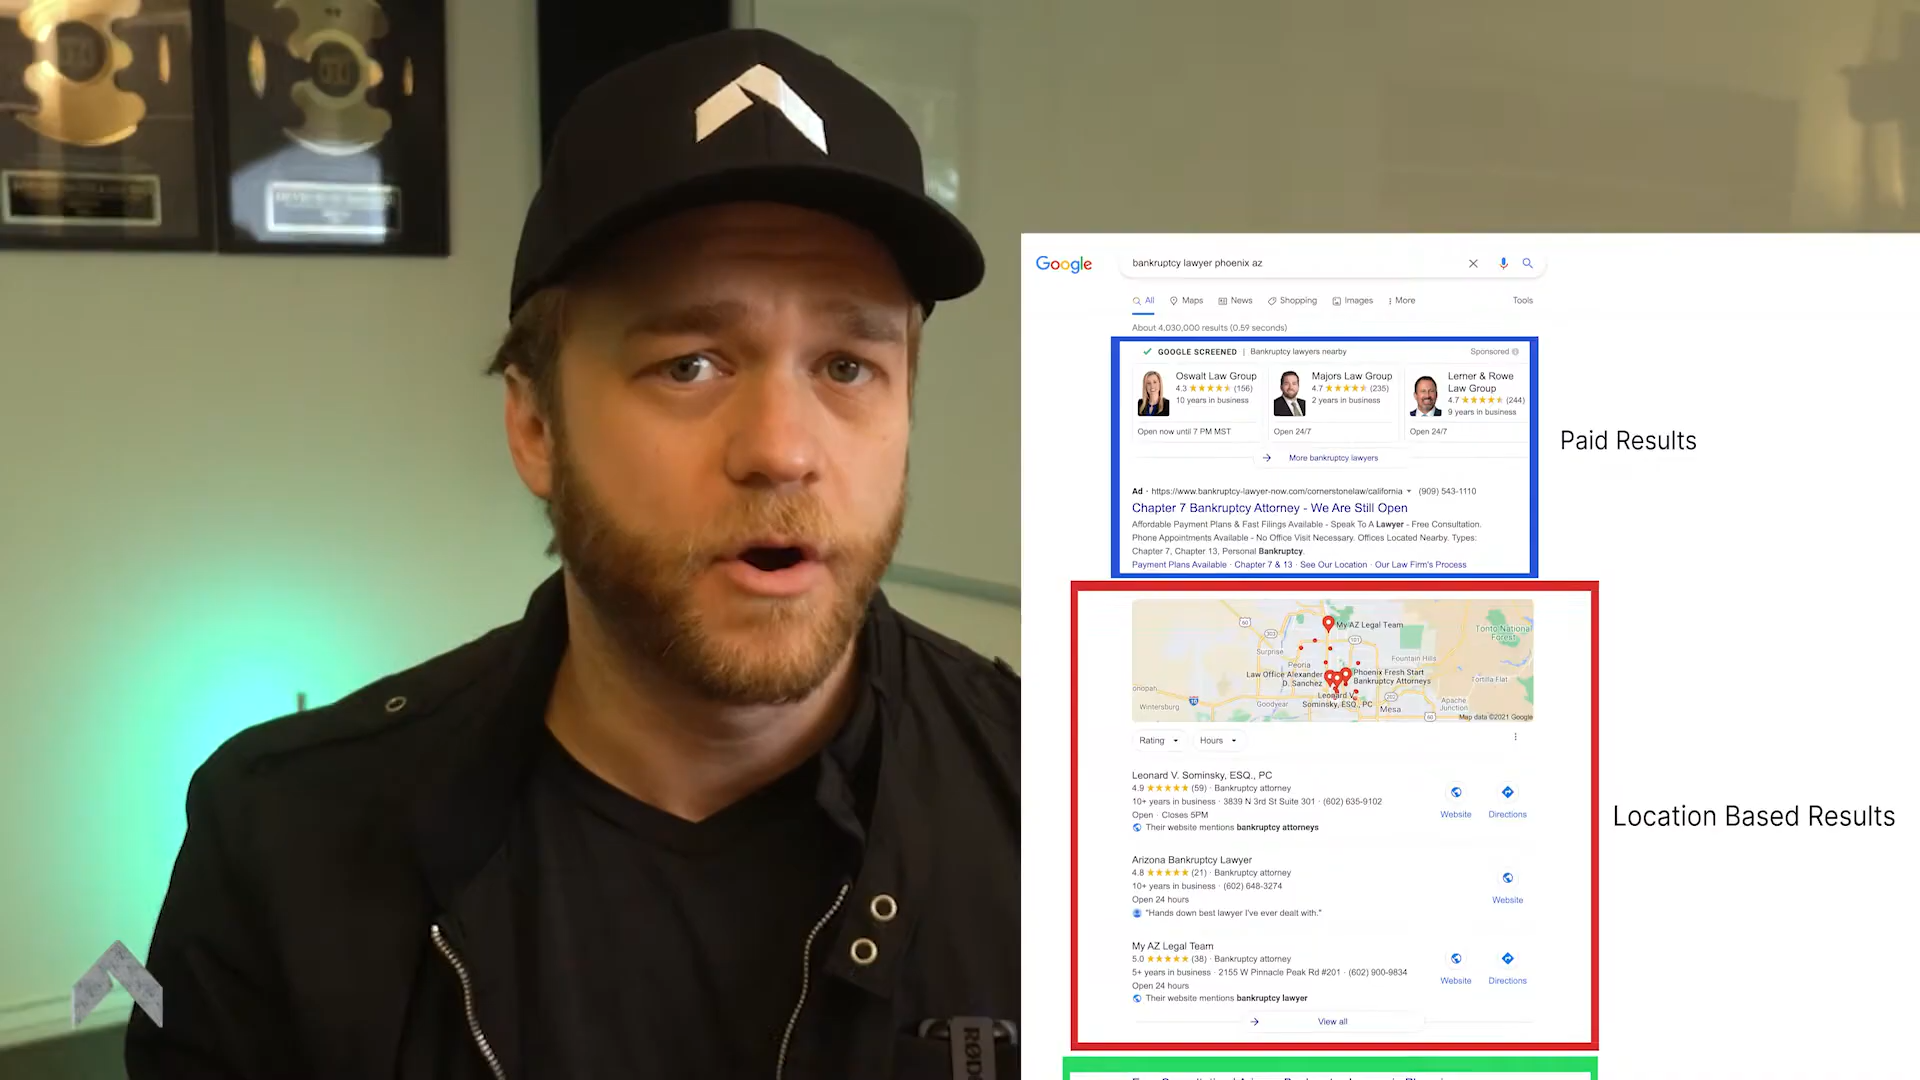 Google
bankruptcy lawyer phoenix az
All Maps News Shopping Images More Tools
About 4,030,000 results (0.59 seconds)
GOOGLE SCREENED | Bankruptcy lawyers nearby Sponsored
Oswalt Law Group
4.3 (156)
10 years in business
Open now until 7 PM MST
Majors Law Group
4.7 (235)
2 years in business
Open 24/7
Lerner & Rowe
Law Group
4.7 (244)
9 years in business
Open 24/7
More bankruptcy lawyers
Ad · https://www.bankruptcy-lawyer-now.com/cornerstonelaw/california (909) 543-1110
Chapter 7 Bankruptcy Attorney - We Are Still Open
Affordable Payment Plans & Fast Filings Available - Speak To A Lawyer - Free Consultation.
Phone Appointments Available - No Office Visit Necessary. Offices Located Nearby. Types:
Chapter 7, Chapter 13, Personal Bankruptcy.
Payment Plans Available · Chapter 7 & 13 · See Our Location · Our Law Firm's Process
Paid Results
60
303
My AZ Legal Team
101
Tonto National
Forest
Surprise
Peoria
Fountain Hills
Law Office Alexander
D. Sanchez
Phoenix Fresh Start
Bankruptcy Attorneys
Tortilla Flat
onopah
Wintersburg
Goodyear
Leonard V.
Sominsky, ESQ., PC
202
Mesa
Apache
Junction
60
Map data ©2021 Google
Rating Hours
Leonard V. Sominsky, ESQ., PC
4.9 (59) · Bankruptcy attorney
10+ years in business · 3839 N 3rd St Suite 301 · (602) 635-9102
Open · Closes 5PM
Their website mentions bankruptcy attorneys
Website Directions
Arizona Bankruptcy Lawyer
4.8 (21) · Bankruptcy attorney
10+ years in business · (602) 648-3274
Open 24 hours
"Hands down best lawyer I've ever dealt with."
Website
My AZ Legal Team
5.0 (38) · Bankruptcy attorney
5+ years in business · 2155 W Pinnacle Peak Rd #201 · (602) 900-9834
Open 24 hours
Their website mentions bankruptcy lawyer
Website Directions
View all
Location Based Results
RØDE